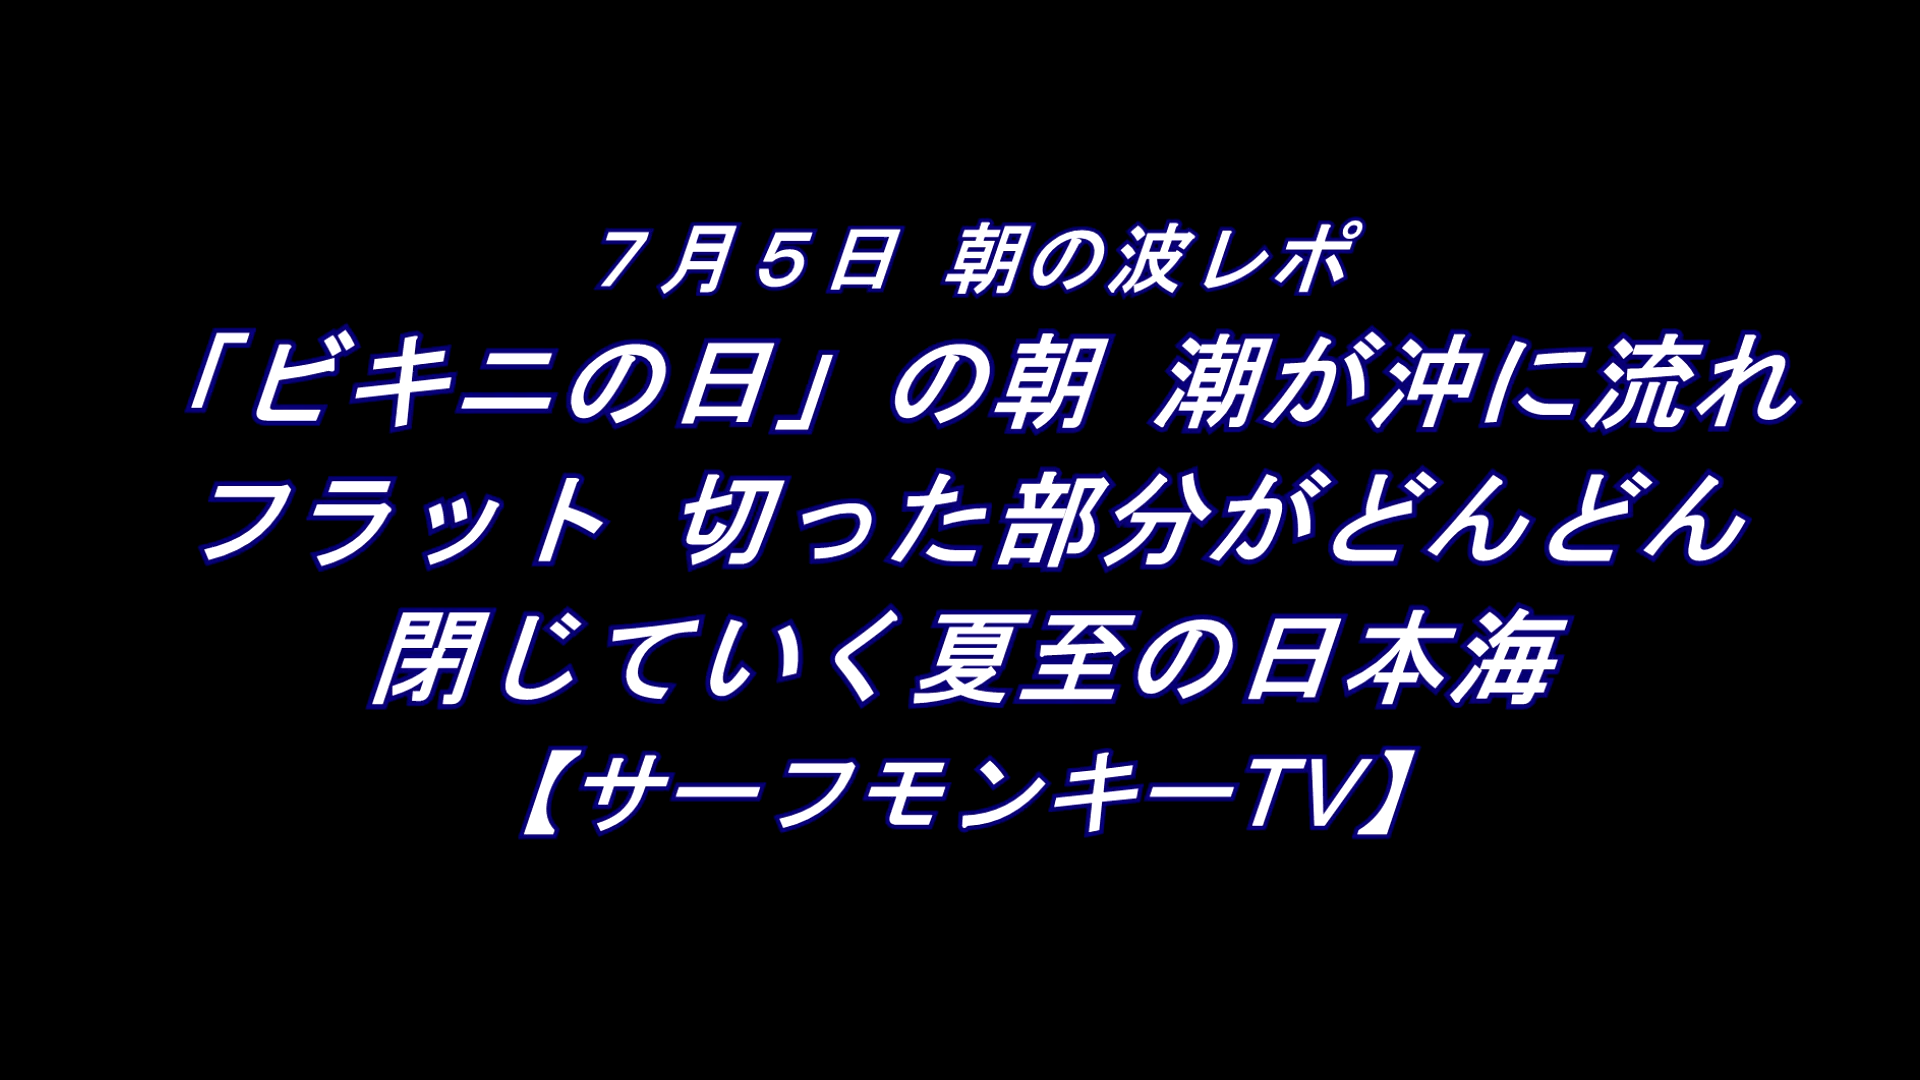 ７月５日 朝の波レポ
「ビキニの日」の朝 潮が沖に流れ
フラット 切った部分がどんどん
閉じていく夏至の日本海
【サーフモンキーTV】